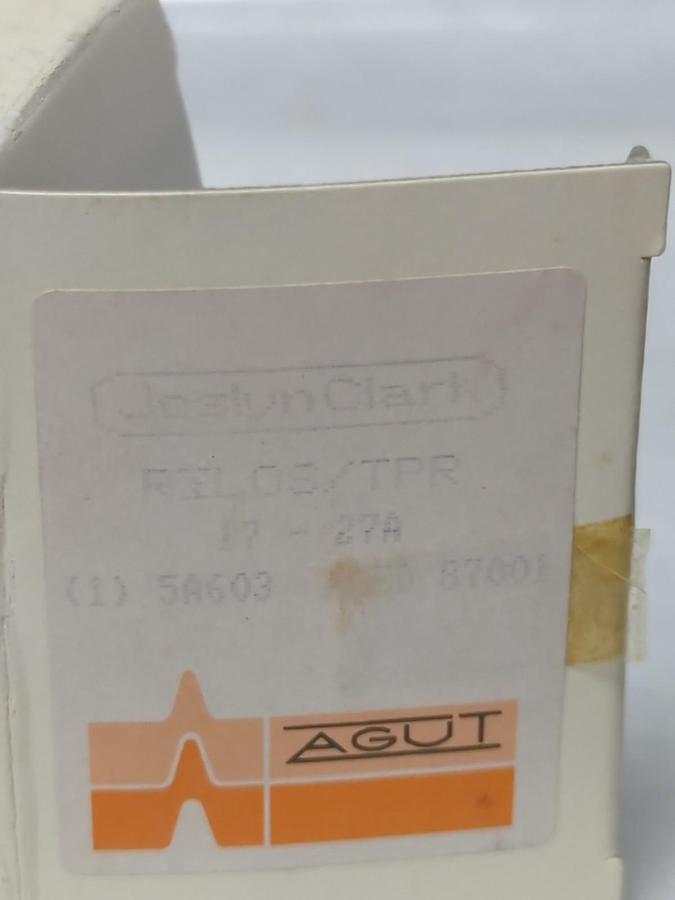 JoslynClark
RELOS/TPR
17 - 27A
(1) 5A603 87001
AGUT